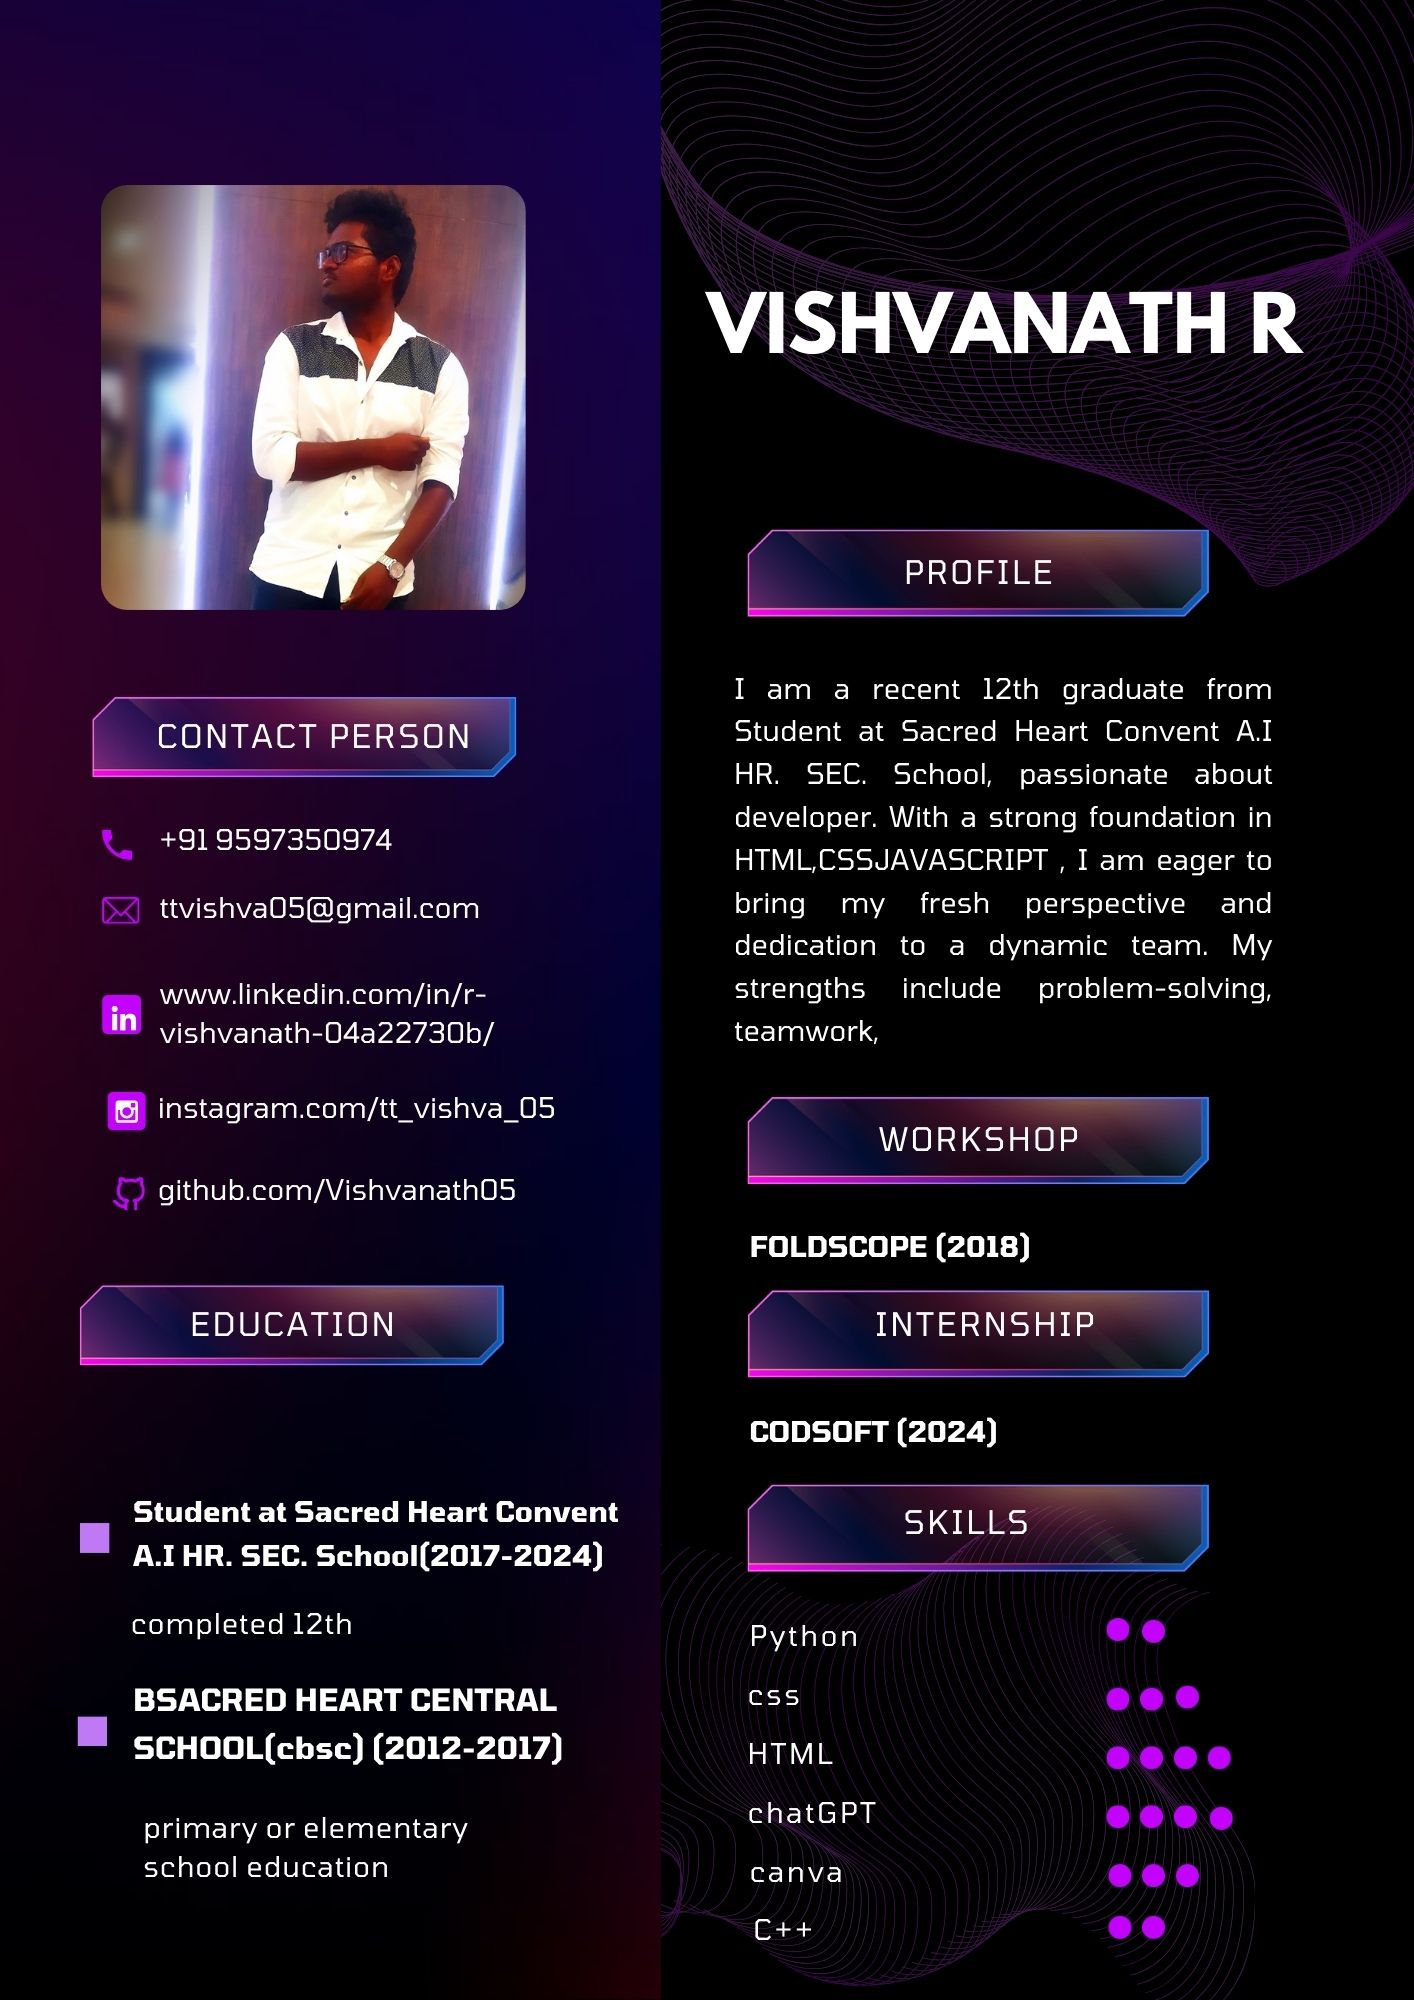 VISHVANATH R
CONTACT PERSON
+91 9597350974
ttvishva05@gmail.com
www.linkedin.com/in/r-
vishvanath-04a22730b/
instagram.com/tt_vishva_05
github.com/Vishvanath05
EDUCATION
Student at Sacred Heart Convent
A.I HR. SEC. School(2017-2024)
completed 12th
BSACRED HEART CENTRAL
SCHOOL(cbsc) (2012-2017)
primary or elementary
school education
PROFILE
I am a recent 12th graduate from
Student at Sacred Heart Convent A.I
HR. SEC. School, passionate about
developer. With a strong foundation in
HTML,CSSJAVASCRIPT , I am eager to
bring my fresh perspective and
dedication to a dynamic team. My
strengths include problem-solving,
teamwork,
WORKSHOP
FOLDSCOPE (2018)
INTERNSHIP
CODSOFT (2024)
SKILLS
Python
css
HTML
chatGPT
canva
C++